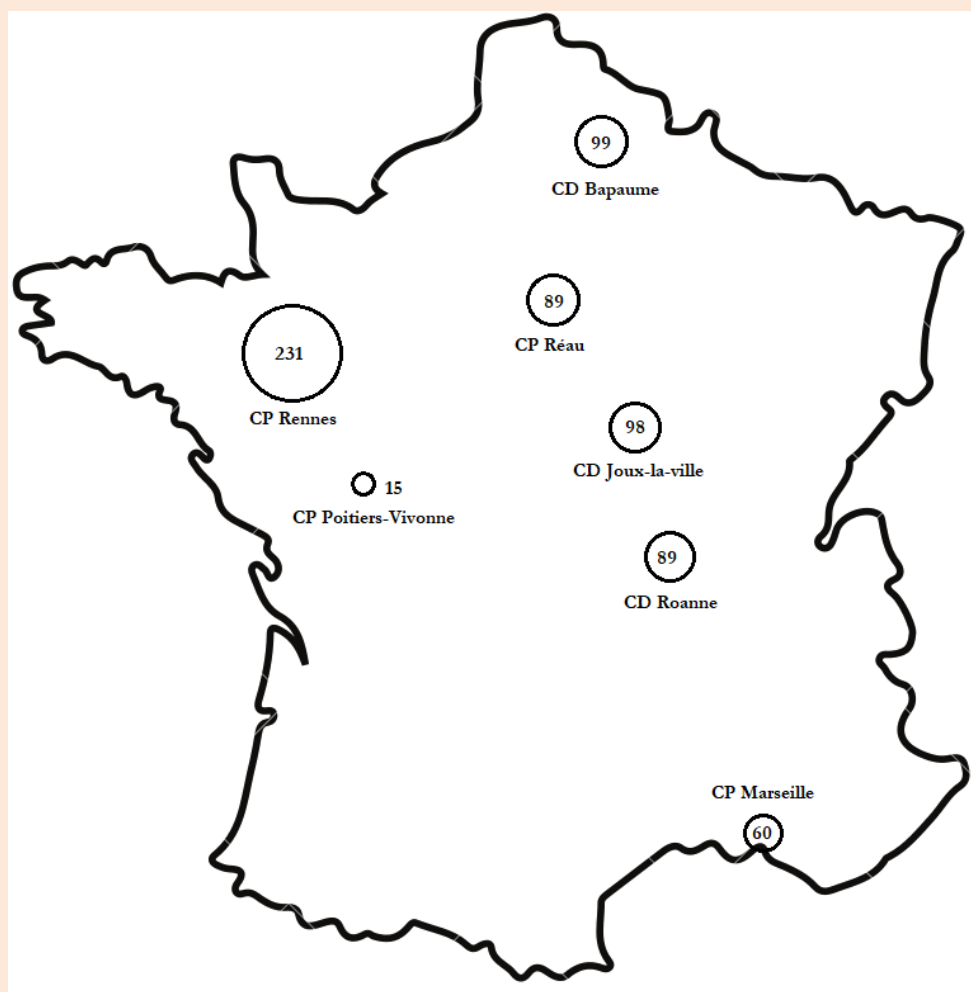 99
CD Bapaume
89
CP Réau
231
CP Rennes
98
CD Joux-la-ville
15
CP Poitiers-Vivonne
89
CD Roanne
CP Marseille
60